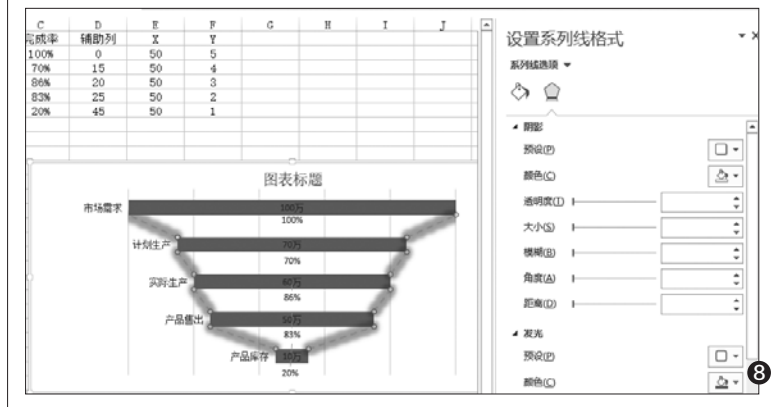 C D E F G H I J
完成率 辅助列 X Y
100% 0 50 5
70% 15 50 4
86% 20 50 3
83% 25 50 2
20% 45 50 1
图表标题
市场需求 100万
100%
计划生产 70万
70%
实际生产 60万
86%
产品售出 50万
83%
产品库存 10万
20%
设置系列线格式
系列线选项
阴影
预设(P)
颜色(C)
透明度(T)
大小(S)
模糊(B)
角度(A)
距离(D)
发光
预设(P)
颜色(C)
8